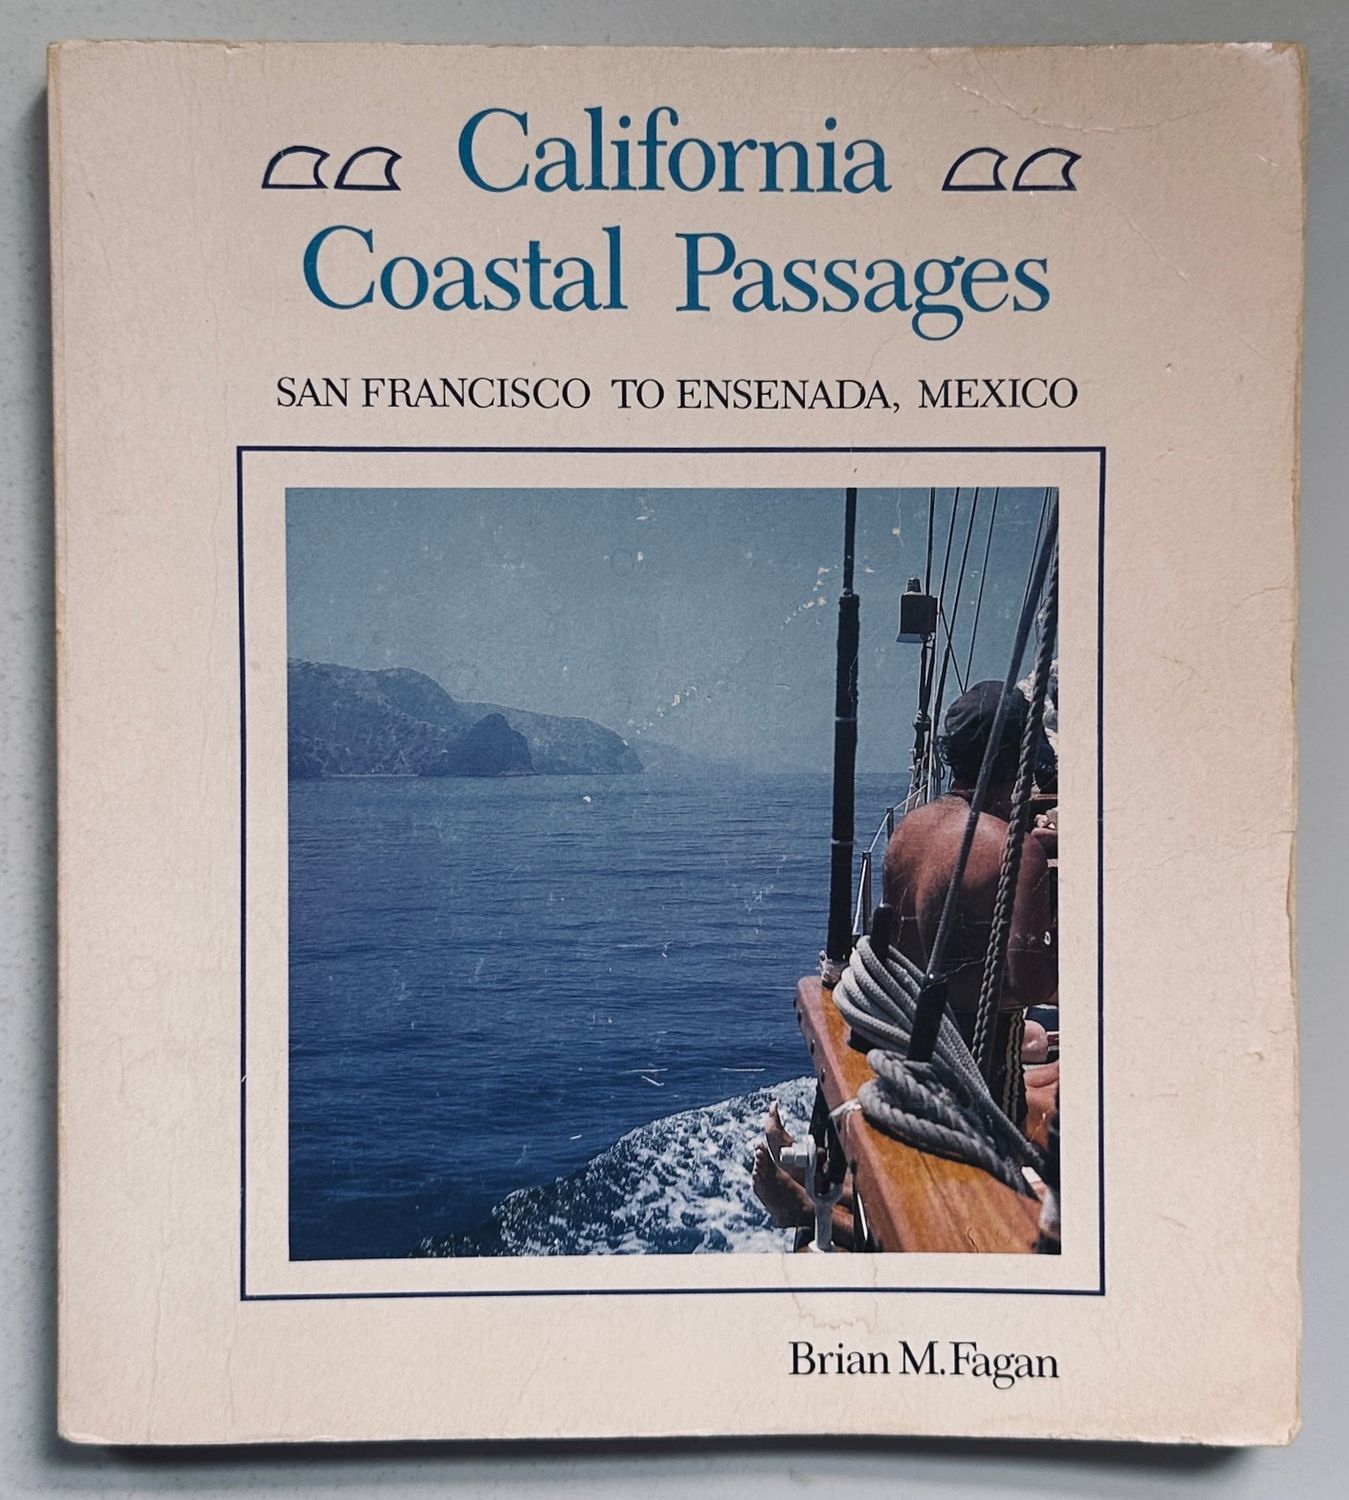 California
Coastal Passages
SAN FRANCISCO TO ENSENADA, MEXICO
Brian M. Fagan